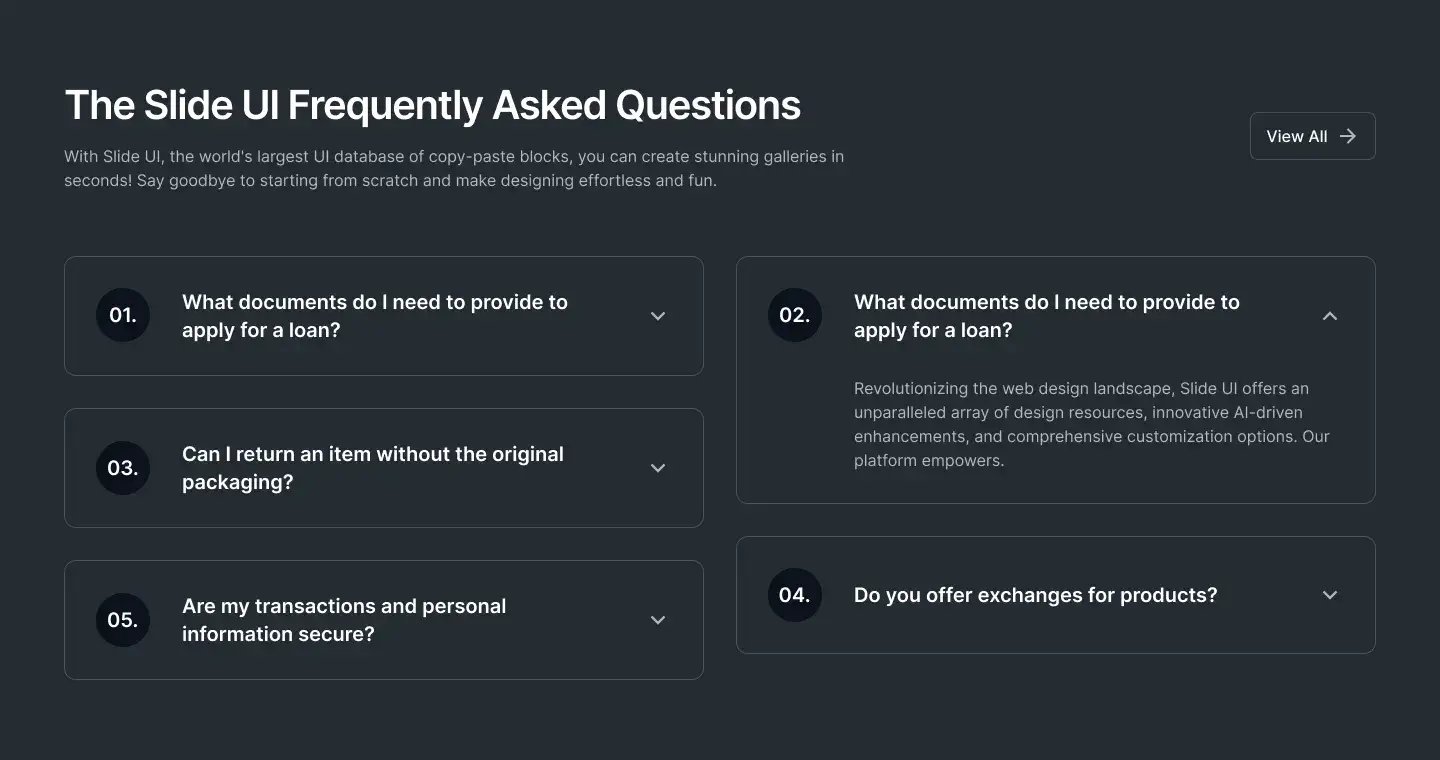 The Slide UI Frequently Asked Questions
With Slide UI, the world's largest UI database of copy-paste blocks, you can create stunning galleries in
seconds! Say goodbye to starting from scratch and make designing effortless and fun.
View All
01.
What documents do I need to provide to
apply for a loan?
02.
What documents do I need to provide to
apply for a loan?
Revolutionizing the web design landscape, Slide UI offers an
unparalleled array of design resources, innovative AI-driven
enhancements, and comprehensive customization options. Our
platform empowers.
03.
Can I return an item without the original
packaging?
04.
Do you offer exchanges for products?
05.
Are my transactions and personal
information secure?